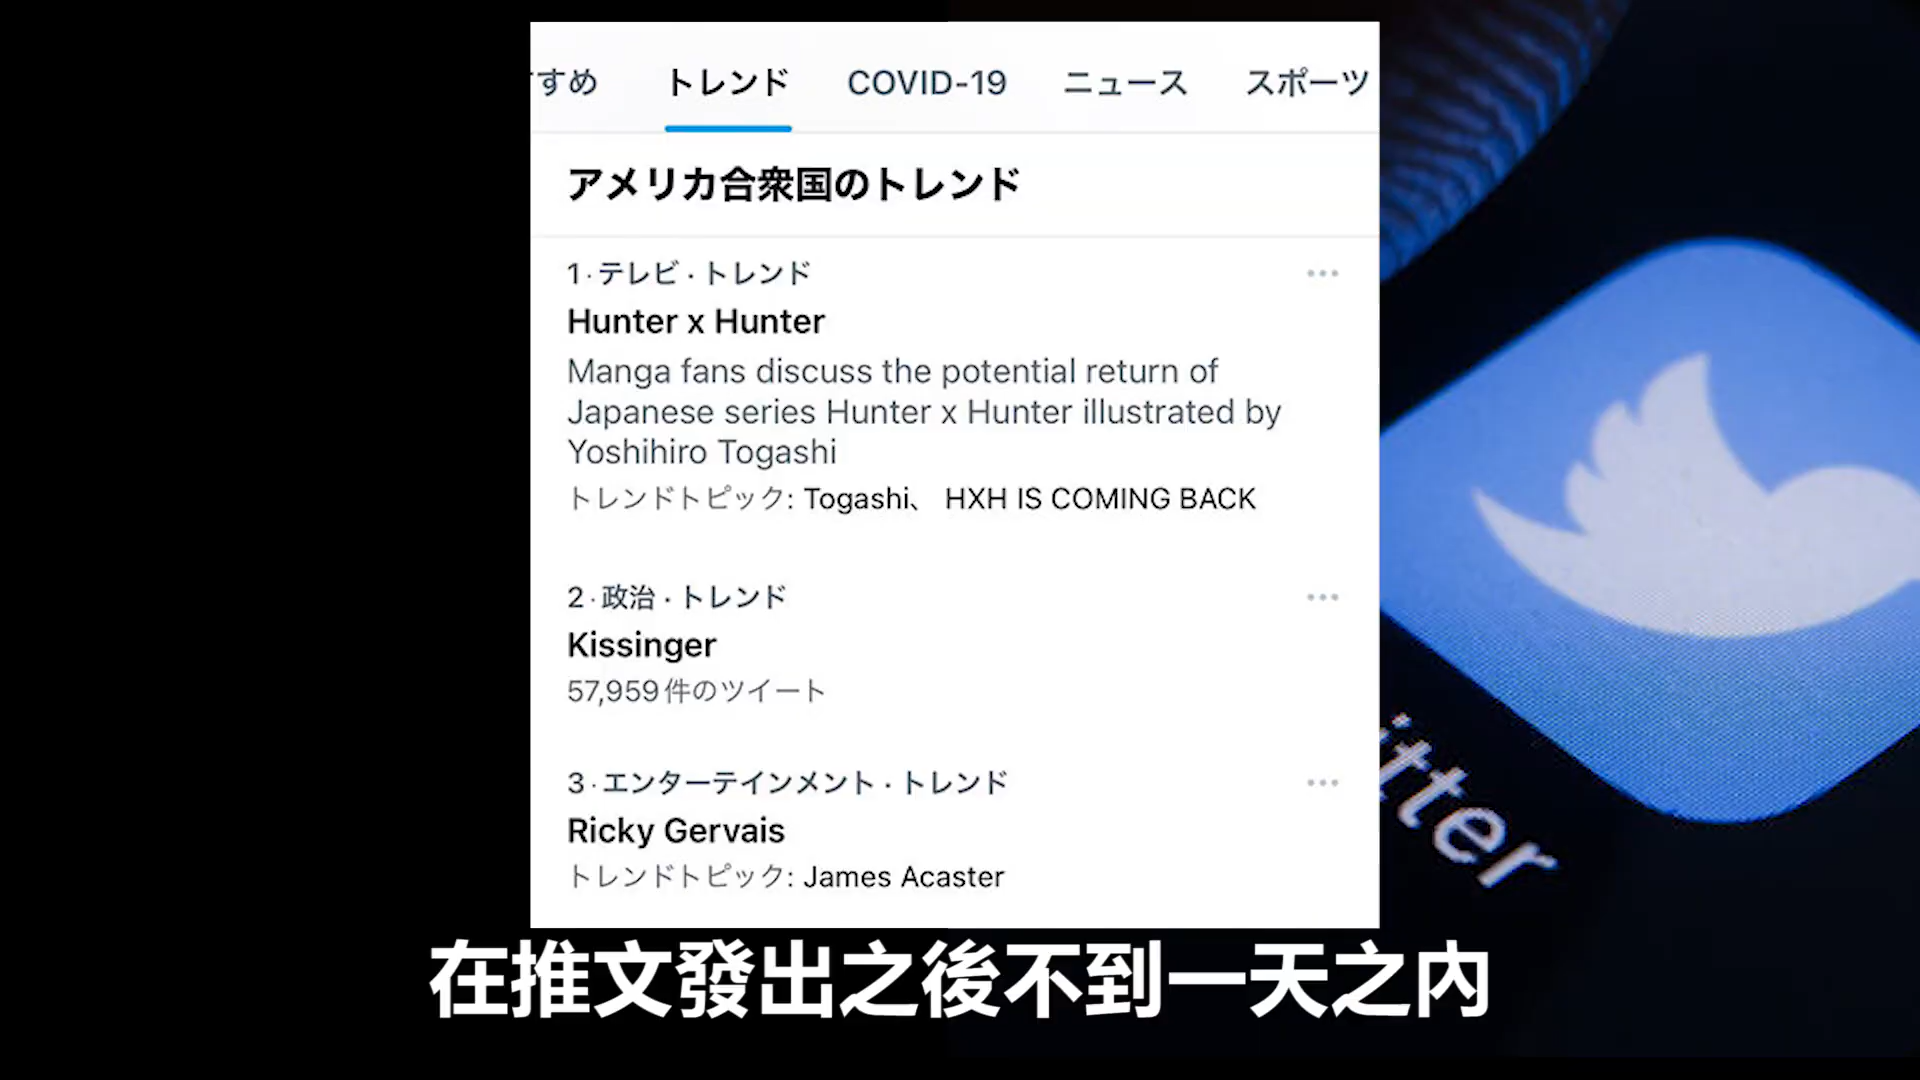 すめ トレンド COVID-19 ニュース スポーツ
アメリカ合衆国のトレンド
1 · テレビ · トレンド
Hunter x Hunter
Manga fans discuss the potential return of
Japanese series Hunter x Hunter illustrated by
Yoshihiro Togashi
トレンドトピック: Togashi、 HXH IS COMING BACK
2 · 政治 · トレンド
Kissinger
57,959 件のツイート
3 · エンターテインメント · トレンド
Ricky Gervais
トレンドトピック: James Acaster
itter
在推文發出之後不到一天之內